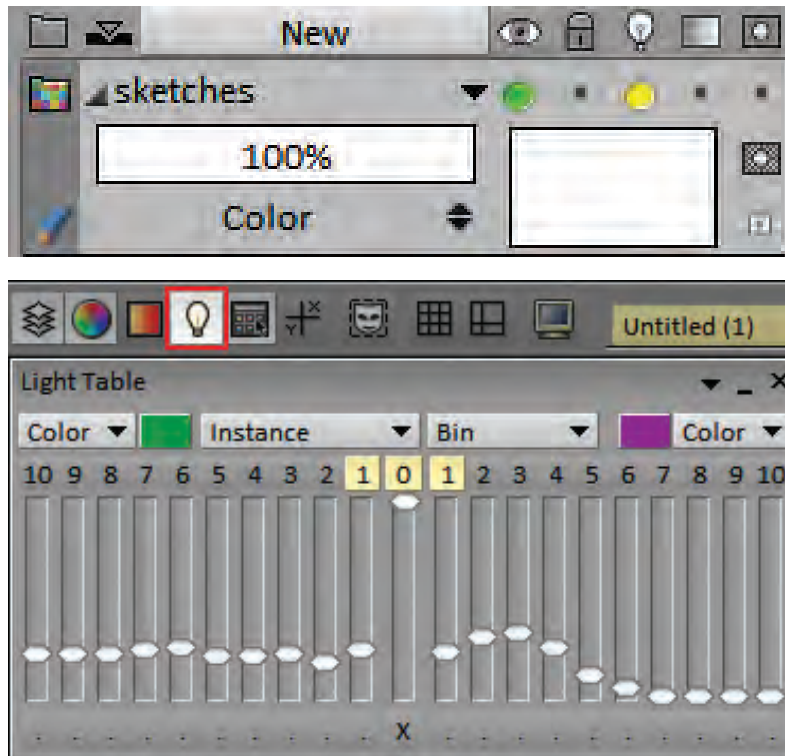 New
sketches
100%
Color
X
Y
Untitled (1)
Light Table
Color Instance Bin Color
10 9 8 7 6 5 4 3 2 1 0 1 2 3 4 5 6 7 8 9 10
. . . . . . . . . . X . . . . . . . . . .